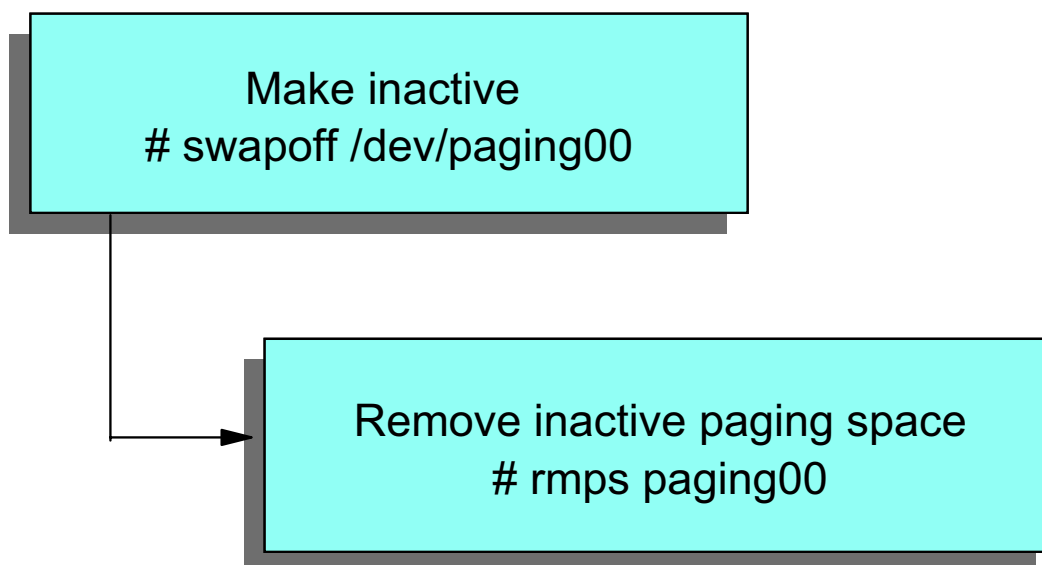 Make inactive
# swapoff /dev/paging00
Remove inactive paging space
# rmps paging00